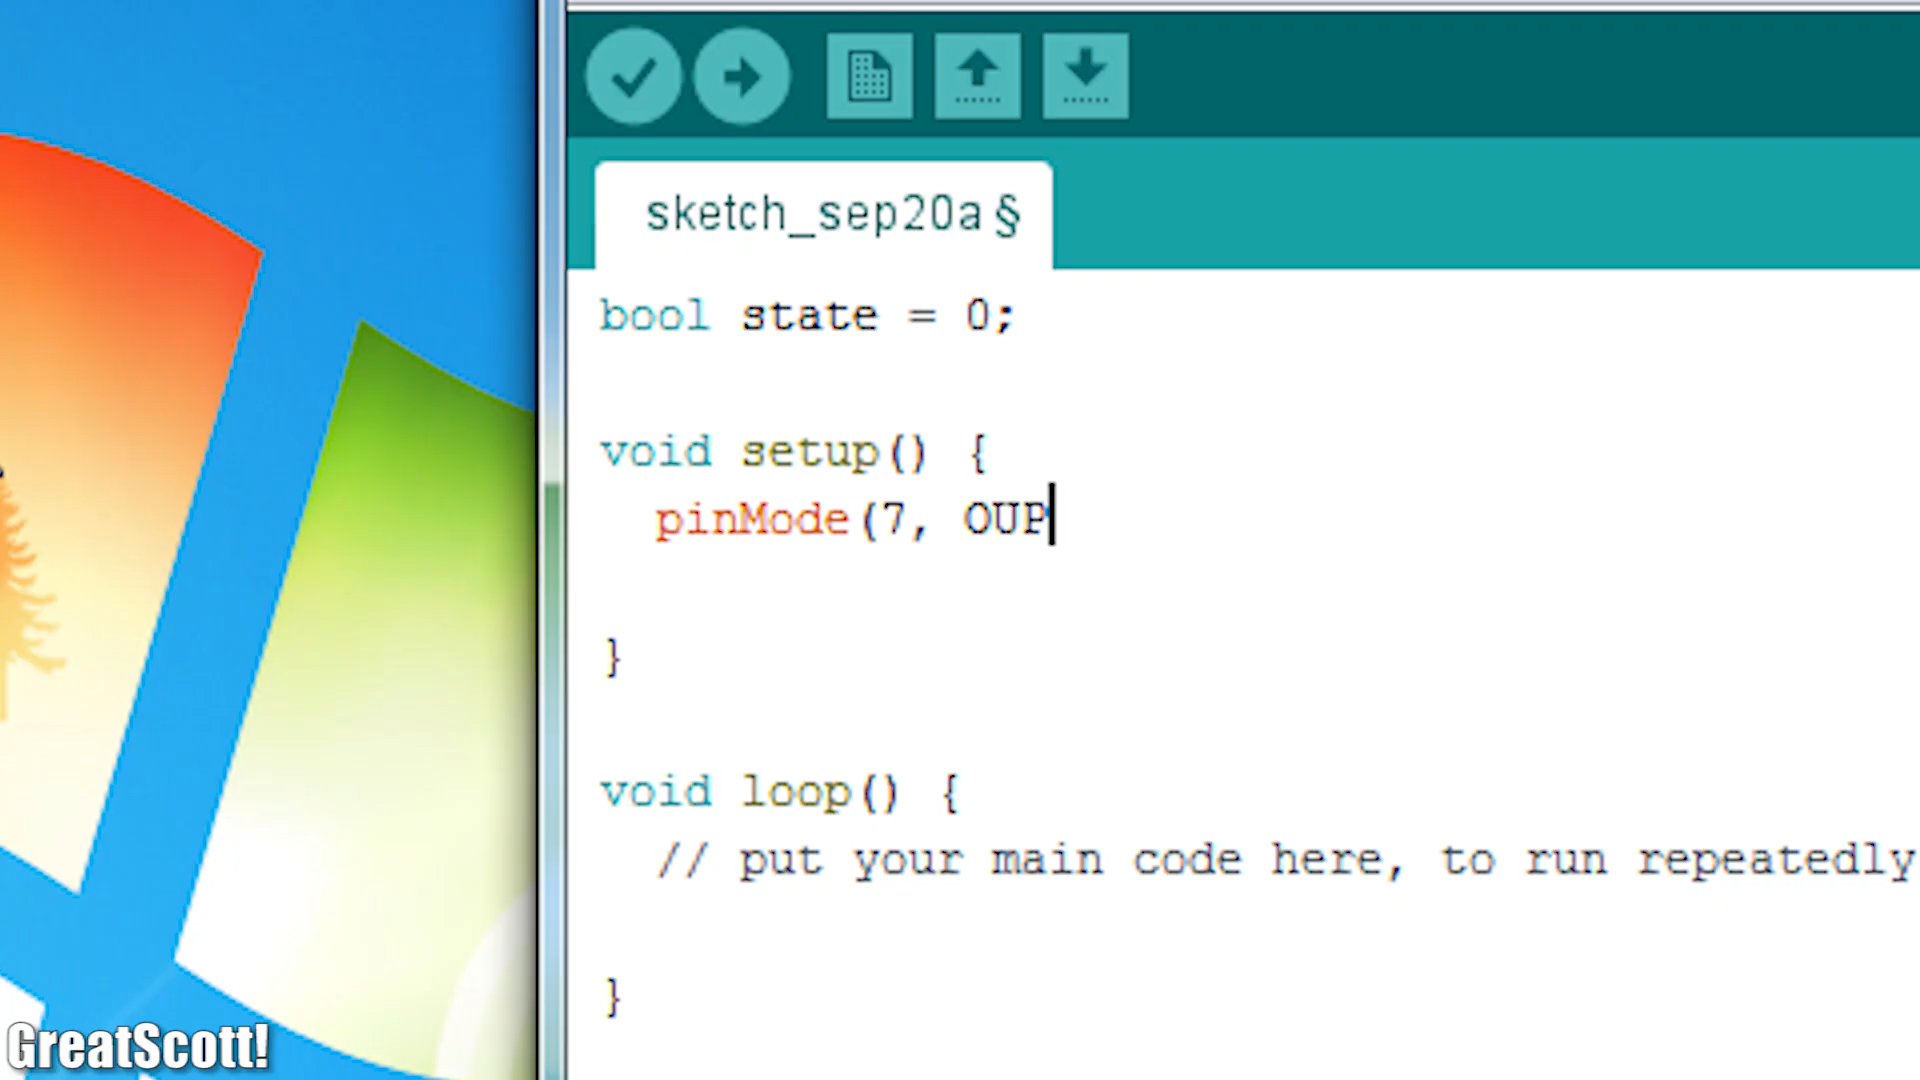 sketch_sep20a §
bool state = 0;
void setup() {
pinMode(7, OUP
}
void loop() {
// put your main code here, to run repeatedly
}
GreatScott!